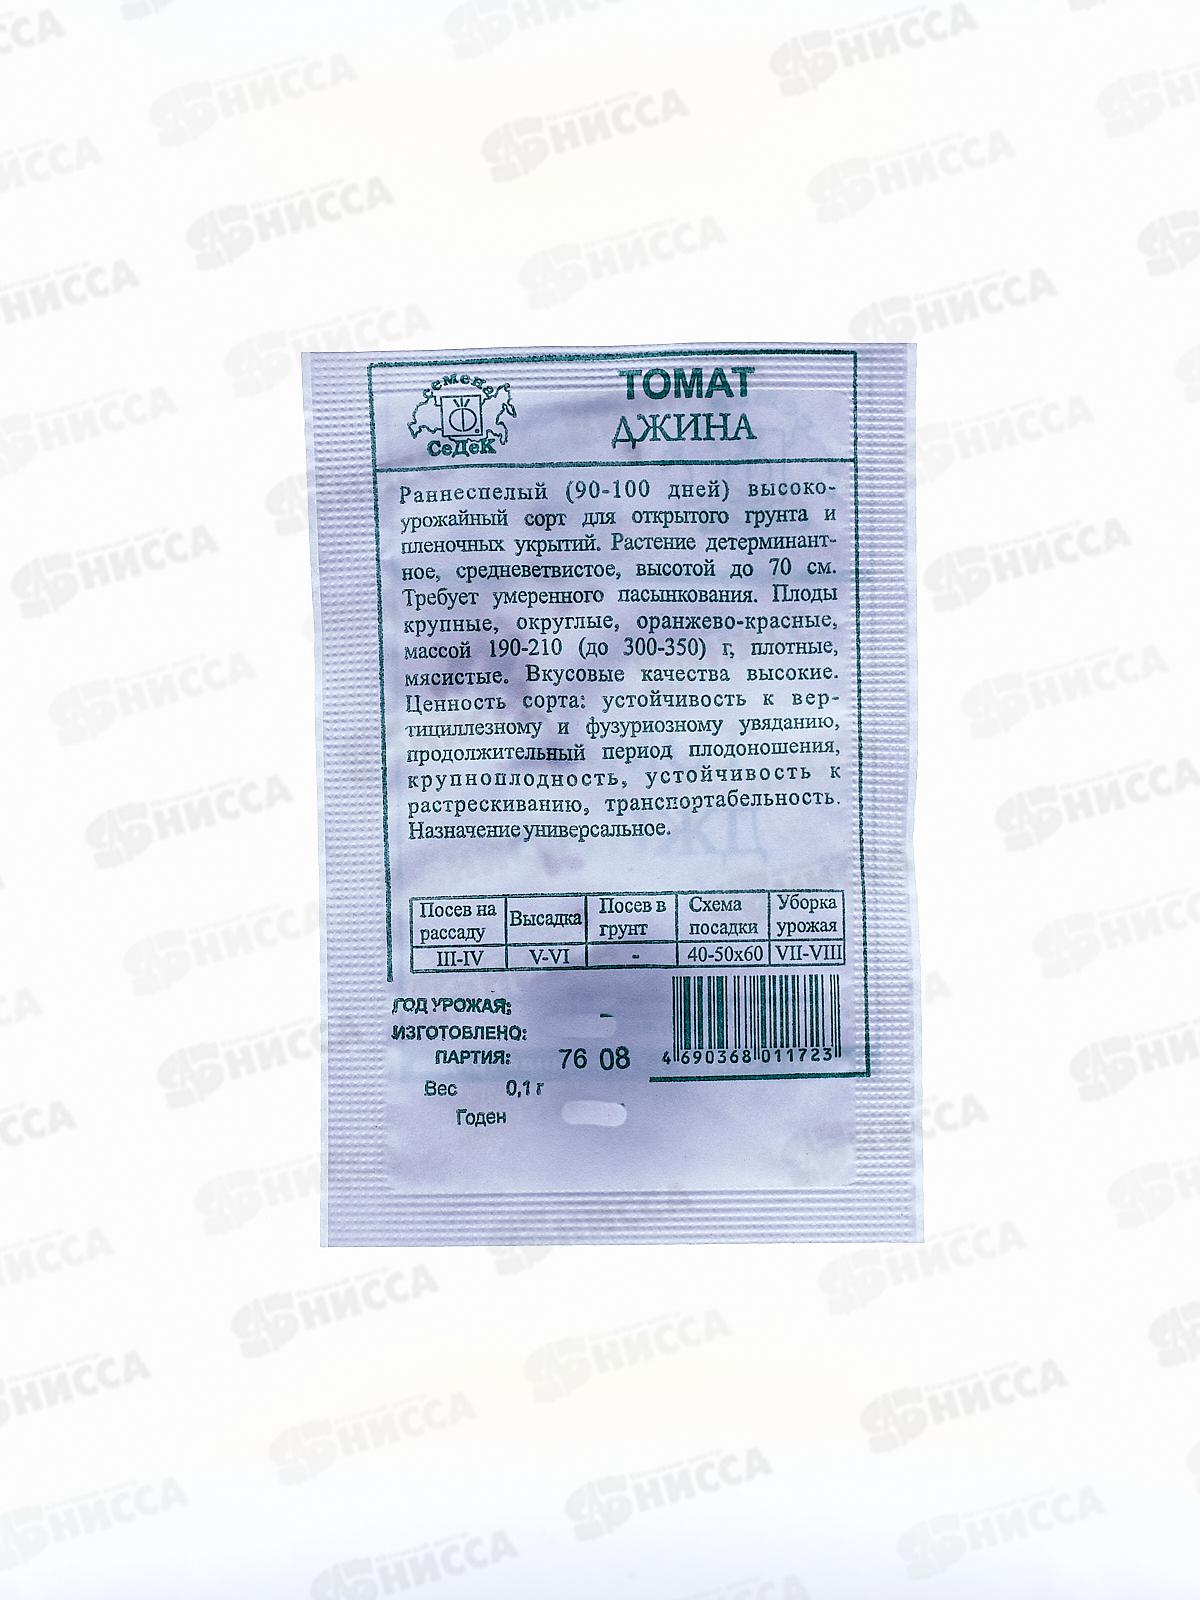 семена
СеДеК
ТОМАТ
ДЖИНА
Раннеспелый (90-100 дней) высоко-
урожайный сорт для открытого грунта и
пленочных укрытий. Растение детерминант-
ное, средневетвистое, высотой до 70 см.
Требует умеренного пасынкования. Плоды
крупные, округлые, оранжево-красные,
массой 190-210 (до 300-350) г, плотные,
мясистые. Вкусовые качества высокие.
Ценность сорта: устойчивость к вер-
тициллезному и фузуриозному увяданию,
продолжительный период плодоношения,
крупноплодность, устойчивость к
растрескиванию, транспортабельность.
Назначение универсальное.
Посев на рассаду Высадка Посев в грунт Схема посадки Уборка урожая
III-IV V-VI - 40-50х60 VII-VIII
ГОД УРОЖАЯ:
ИЗГОТОВЛЕНО:
ПАРТИЯ: 76 08
4 690368 011723
Вес 0,1 г
Годен
НИССА